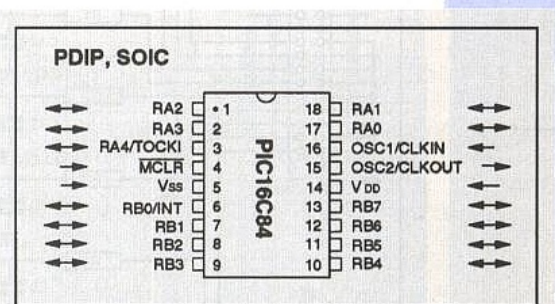 PDIP, SOIC
RA2 1 18 RA1
RA3 2 17 RA0
RA4/TOCKI 3 16 OSC1/CLKIN
MCLR 4 15 OSC2/CLKOUT
Vss 5 14 VDD
RB0/INT 6 13 RB7
RB1 7 12 RB6
RB2 8 11 RB5
RB3 9 10 RB4
PIC16C84